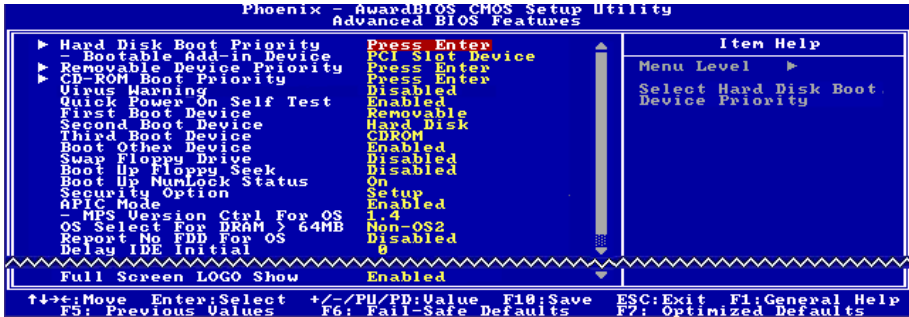 Phoenix - AwardBIOS CMOS Setup Utility
Advanced BIOS Features
► Hard Disk Boot Priority Press Enter
- Bootable Add-in Device PCI Slot Device
► Removable Device Priority Press Enter
► CD-ROM Boot Priority Press Enter
Virus Warning Disabled
Quick Power On Self Test Enabled
First Boot Device Removable
Second Boot Device Hard Disk
Third Boot Device CDROM
Boot Other Device Enabled
Swap Floppy Drive Disabled
Boot Up Floppy Seek Disabled
Boot Up NumLock Status On
Security Option Setup
APIC Mode Enabled
- MPS Version Ctrl For OS 1.4
OS Select For DRAM > 64MB Non-OS2
Report No FDD For OS Disabled
Delay IDE Initial 0
Full Screen LOGO Show Enabled
Item Help
Menu Level ►
Select Hard Disk Boot
Device Priority
↑↓→←:Move Enter:Select +/-/PU/PD:Value F10:Save ESC:Exit F1:General Help
F5: Previous Values F6: Fail-Safe Defaults F7: Optimized Defaults